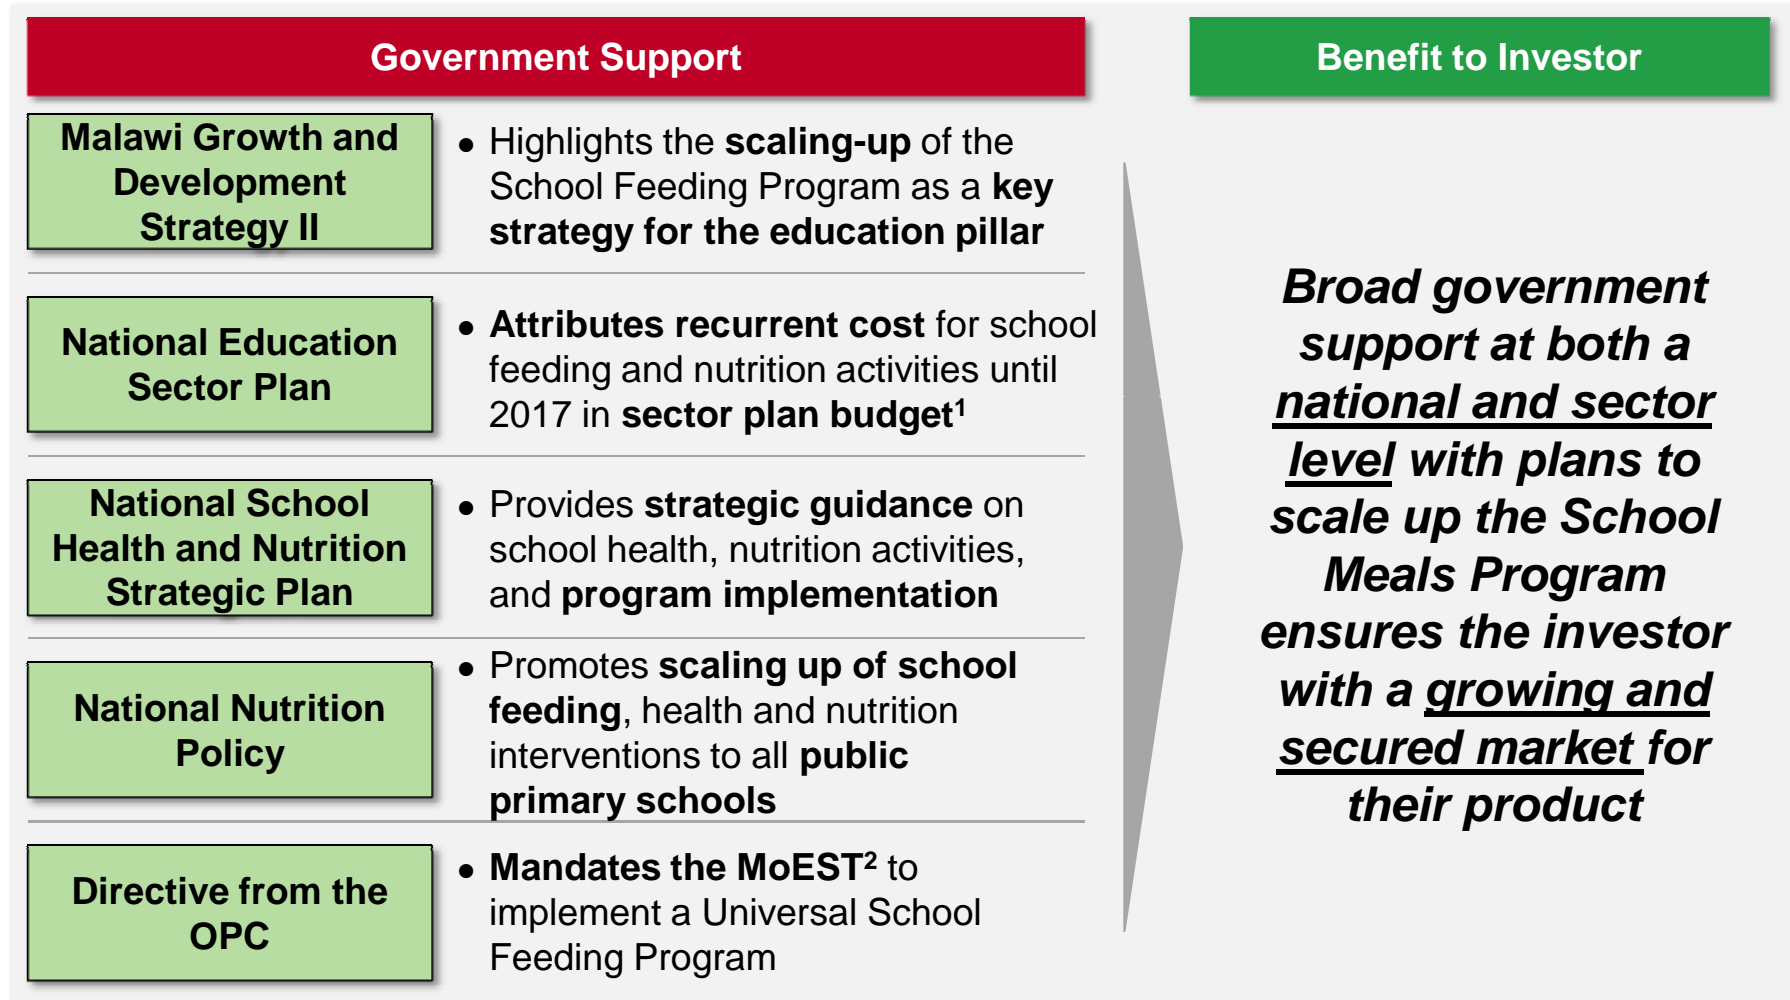 Government Support
Benefit to Investor
Malawi Growth and
Development
Strategy II
● Highlights the scaling-up of the
School Feeding Program as a key
strategy for the education pillar
National Education
Sector Plan
● Attributes recurrent cost for school
feeding and nutrition activities until
2017 in sector plan budget¹
National School
Health and Nutrition
Strategic Plan
● Provides strategic guidance on
school health, nutrition activities,
and program implementation
National Nutrition
Policy
● Promotes scaling up of school
feeding, health and nutrition
interventions to all public
primary schools
Directive from the
OPC
● Mandates the MoEST² to
implement a Universal School
Feeding Program
Broad government
support at both a
national and sector
level with plans to
scale up the School
Meals Program
ensures the investor
with a growing and
secured market for
their product